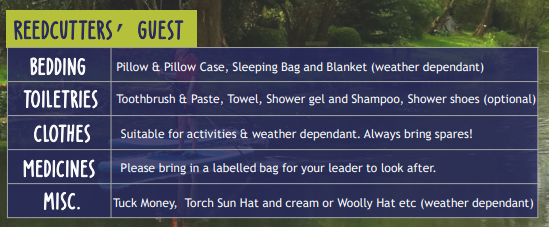 REEDCUTTERS' GUEST
BEDDING Pillow & Pillow Case, Sleeping Bag and Blanket (weather dependant)
TOILETRIES Toothbrush & Paste, Towel, Shower gel and Shampoo, Shower shoes (optional)
CLOTHES Suitable for activities & weather dependant. Always bring spares!
MEDICINES Please bring in a labelled bag for your leader to look after.
MISC. Tuck Money, Torch Sun Hat and cream or Woolly Hat etc (weather dependant)